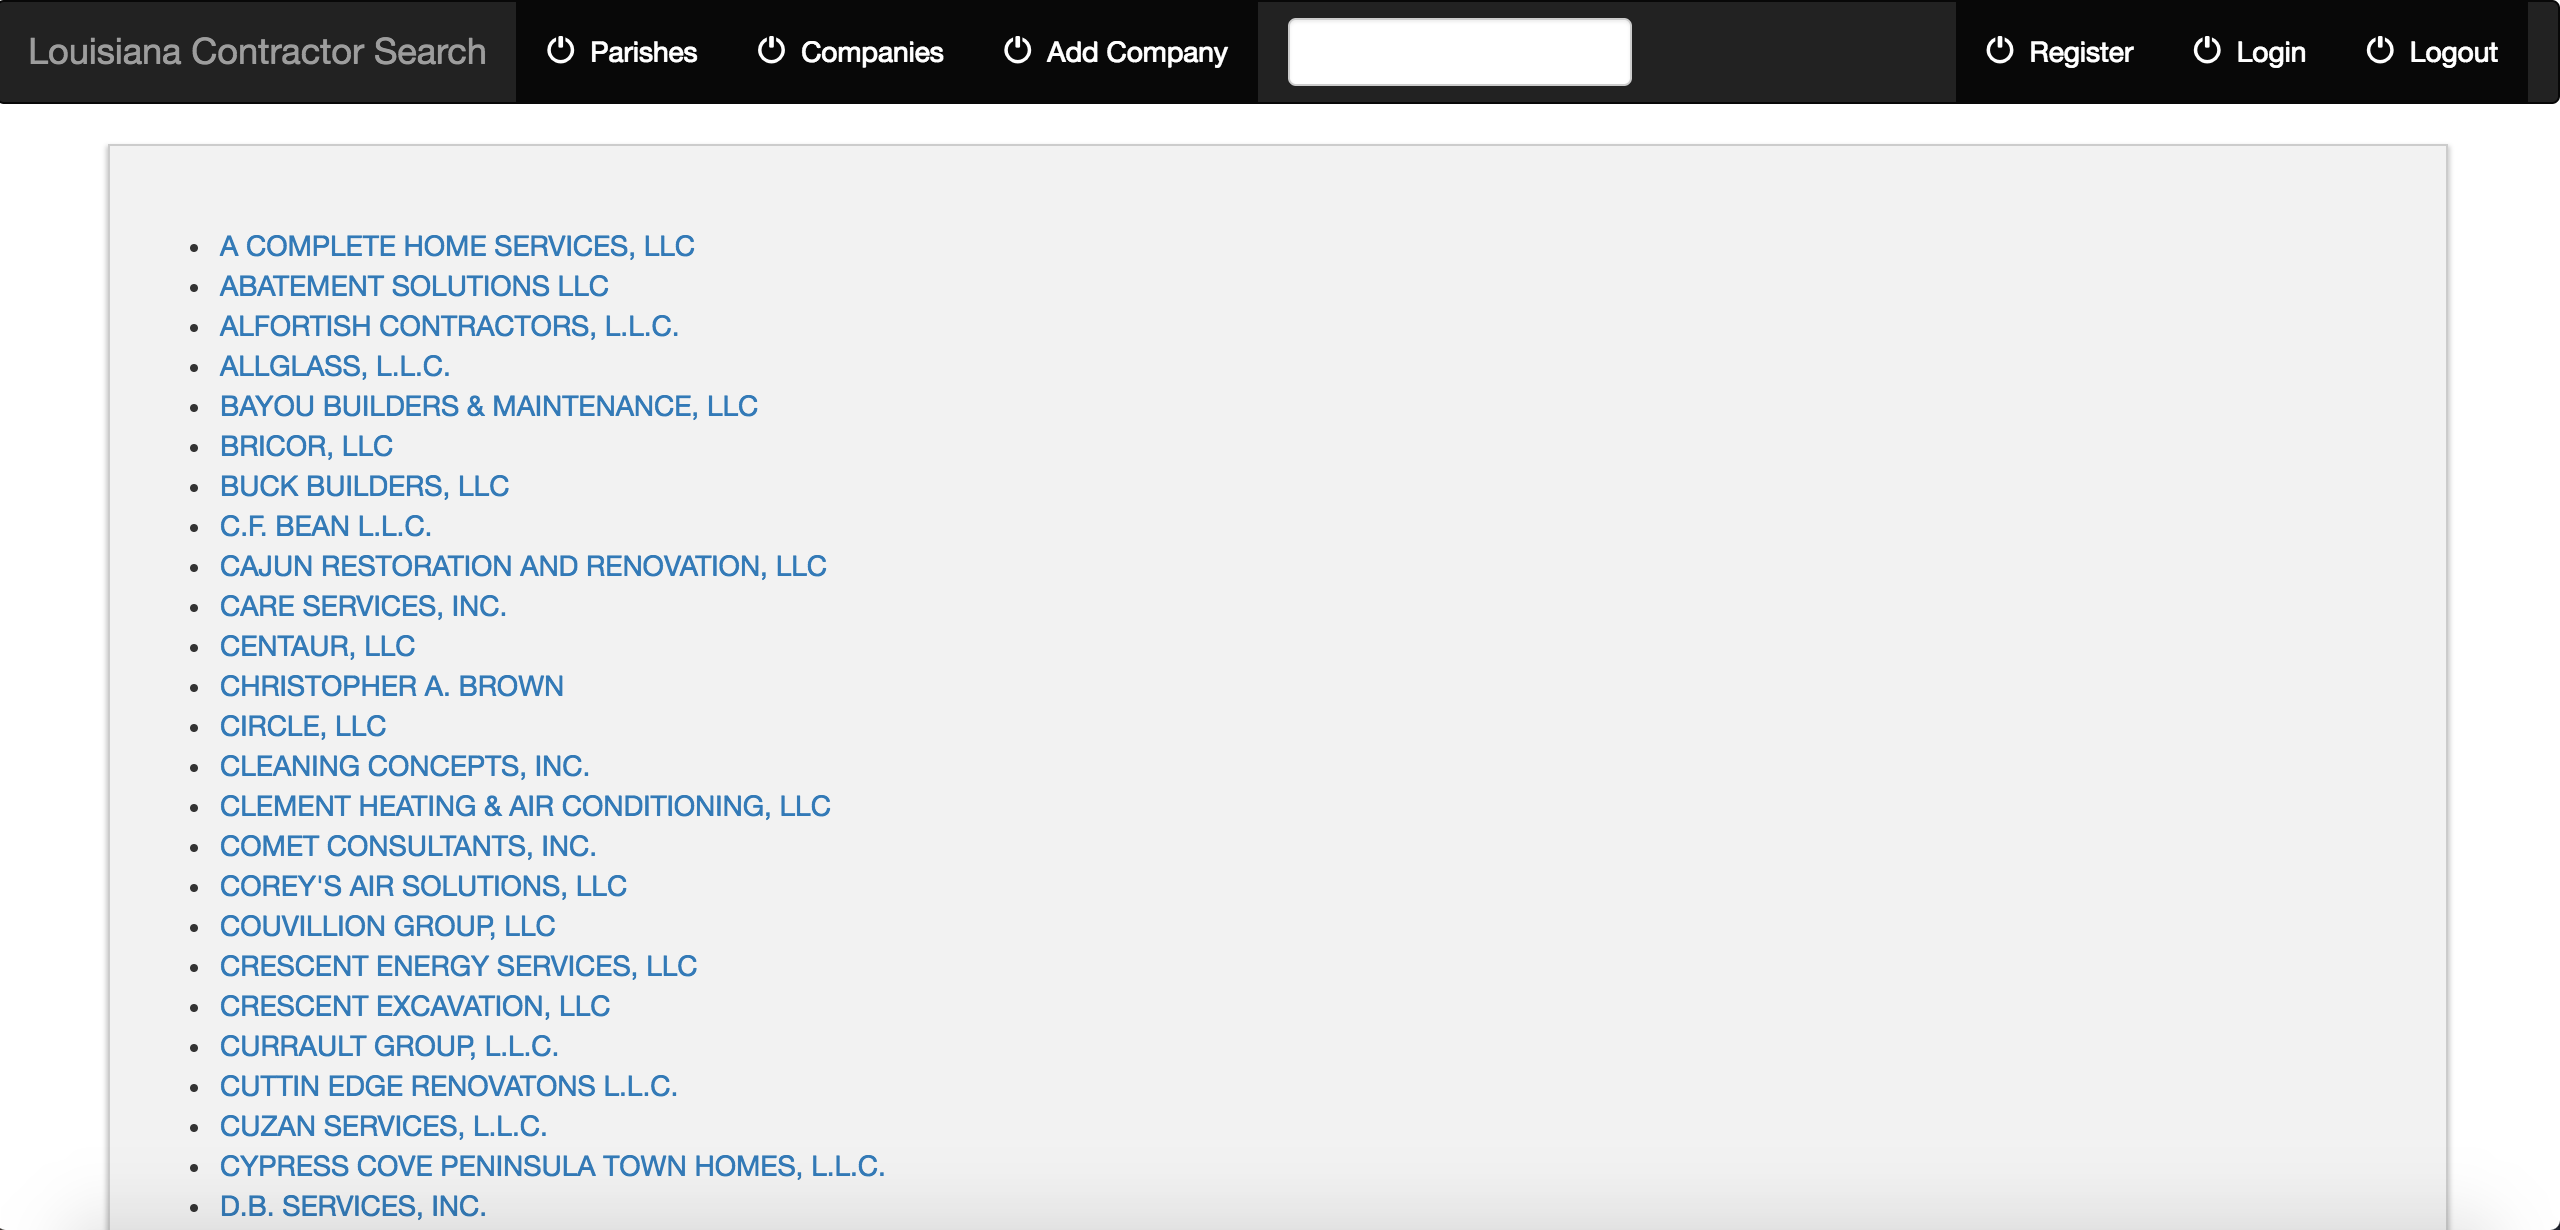 Louisiana Contractor Search Parishes Companies Add Company Register Login Logout
A COMPLETE HOME SERVICES, LLC
ABATEMENT SOLUTIONS LLC
ALFORTISH CONTRACTORS, L.L.C.
ALLGLASS, L.L.C.
BAYOU BUILDERS & MAINTENANCE, LLC
BRICOR, LLC
BUCK BUILDERS, LLC
C.F. BEAN L.L.C.
CAJUN RESTORATION AND RENOVATION, LLC
CARE SERVICES, INC.
CENTAUR, LLC
CHRISTOPHER A. BROWN
CIRCLE, LLC
CLEANING CONCEPTS, INC.
CLEMENT HEATING & AIR CONDITIONING, LLC
COMET CONSULTANTS, INC.
COREY'S AIR SOLUTIONS, LLC
COUVILLION GROUP, LLC
CRESCENT ENERGY SERVICES, LLC
CRESCENT EXCAVATION, LLC
CURRAULT GROUP, L.L.C.
CUTTIN EDGE RENOVATONS L.L.C.
CUZAN SERVICES, L.L.C.
CYPRESS COVE PENINSULA TOWN HOMES, L.L.C.
D.B. SERVICES, INC.